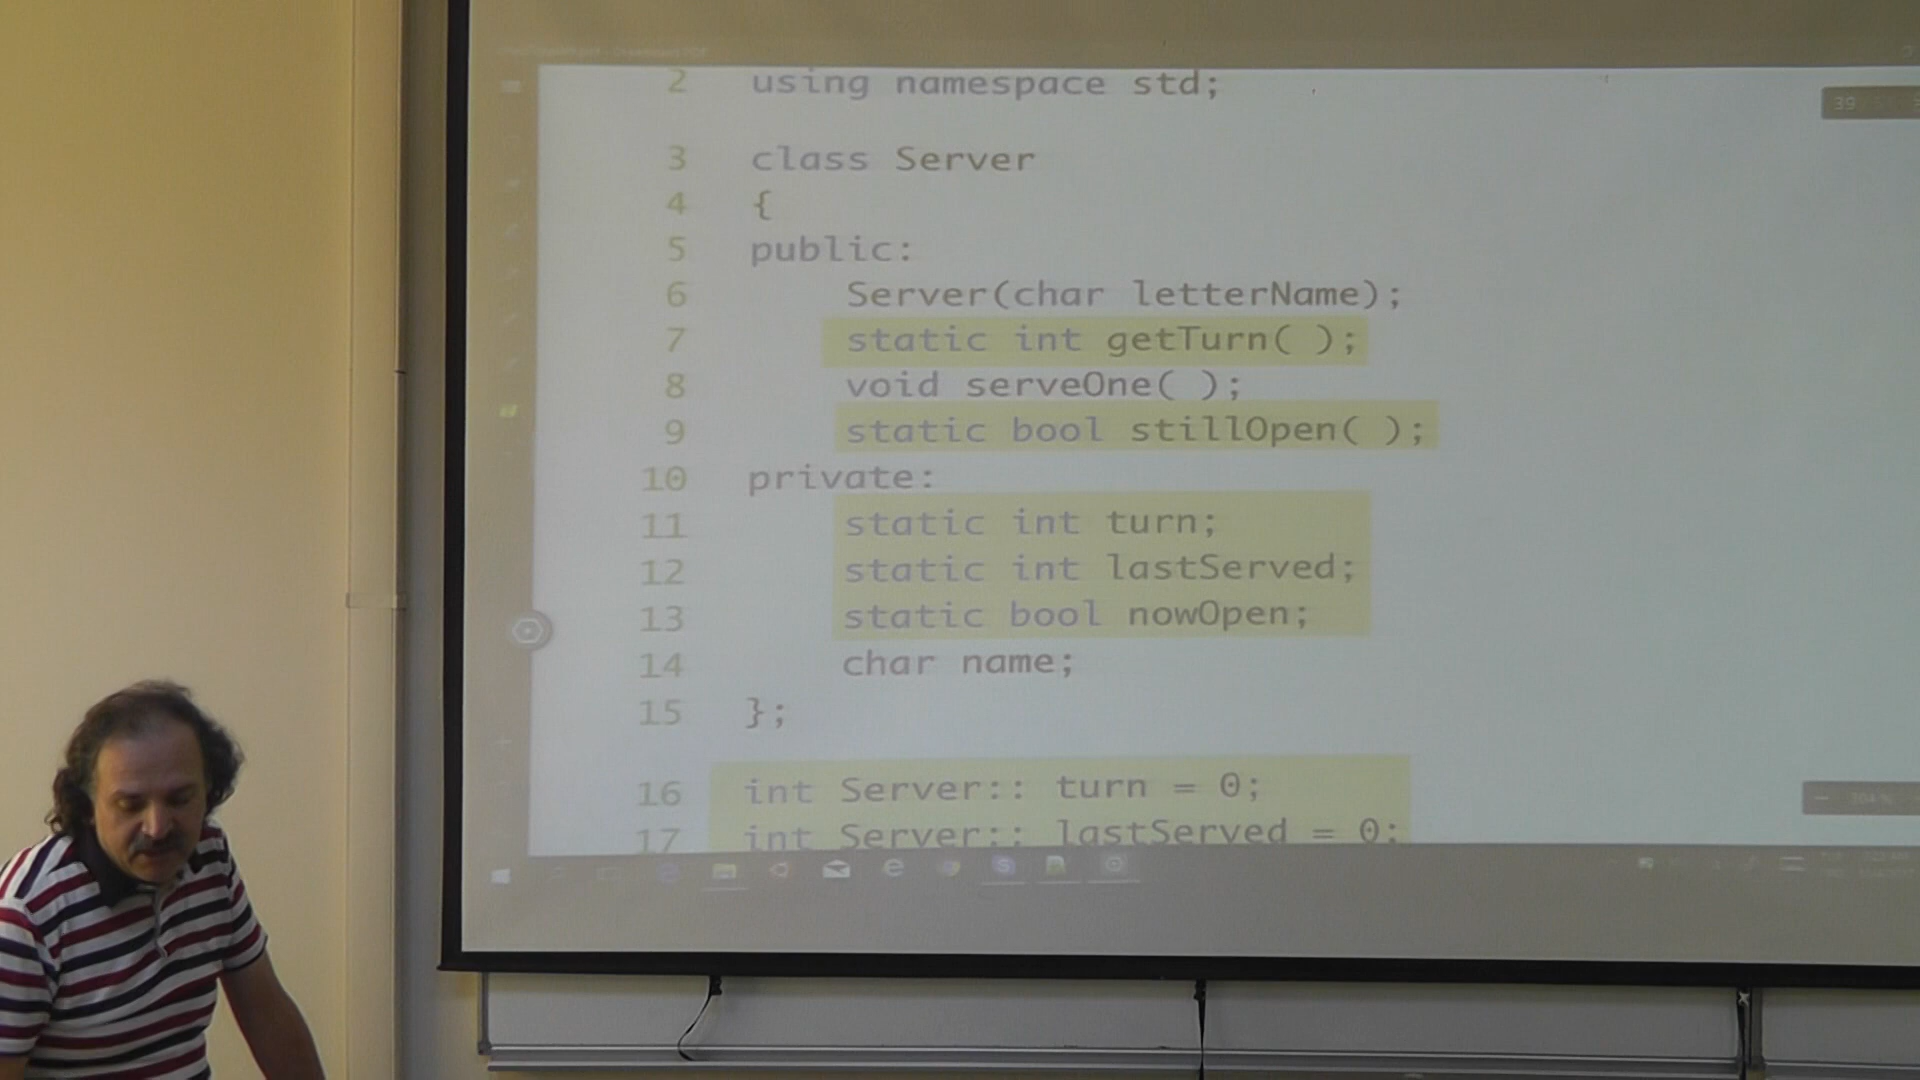 2 using namespace std;
39
3 class Server
4 {
5 public:
6 Server(char letterName);
7 static int getTurn( );
8 void serveOne( );
9 static bool stillOpen( );
10 private:
11 static int turn;
12 static int lastServed;
13 static bool nowOpen;
14 char name;
15 };
16 int Server:: turn = 0;
17 int Server:: lastServed = 0;